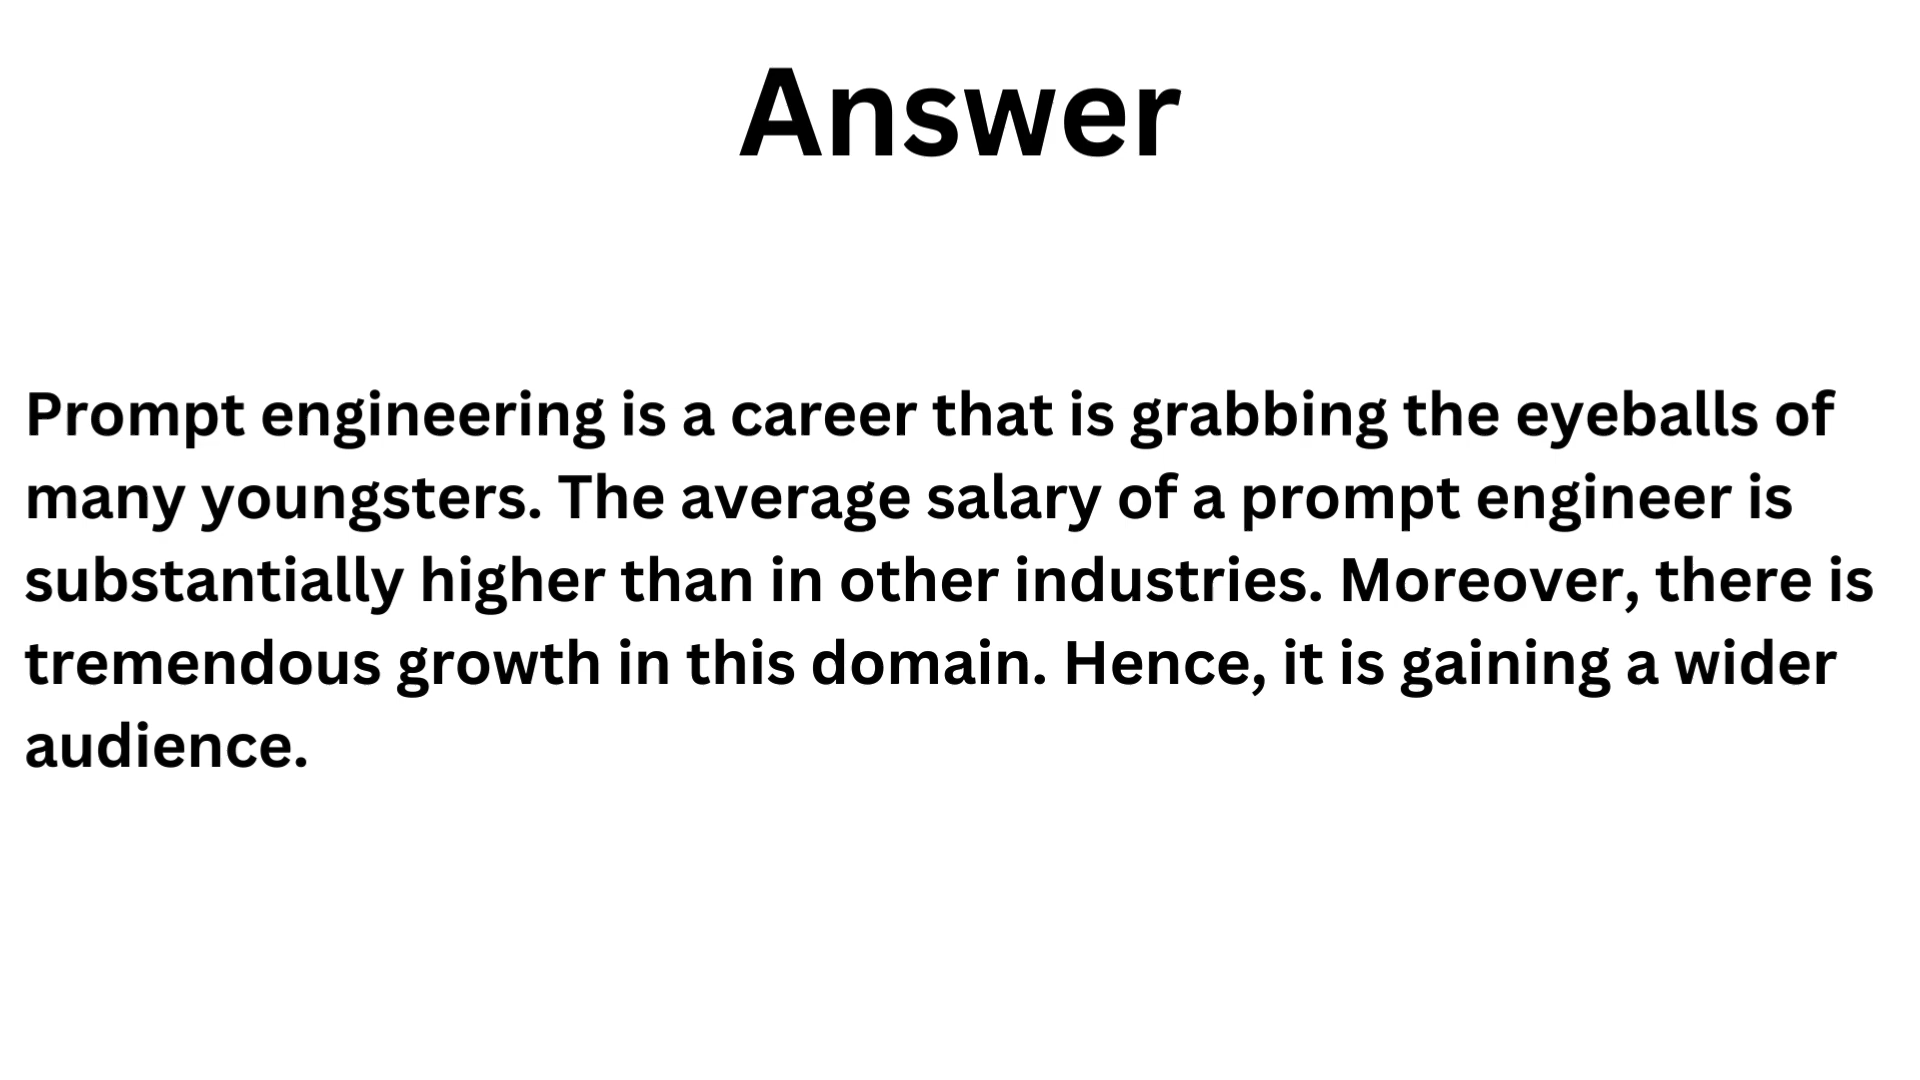 Answer
Prompt engineering is a career that is grabbing the eyeballs of
many youngsters. The average salary of a prompt engineer is
substantially higher than in other industries. Moreover, there is
tremendous growth in this domain. Hence, it is gaining a wider
audience.